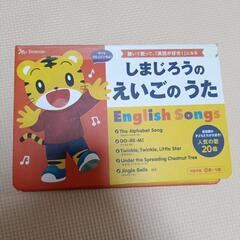 Benesse
聴いて歌って、「英語が好き!」になる
しまじろうの
えいごのうた
English Songs
The Alphabet Song
DO-RE-MI
Twinkle, Twinkle, Little Star
Under the Spreading Chestnut Tree
Jingle Bells
人気の歌
20曲